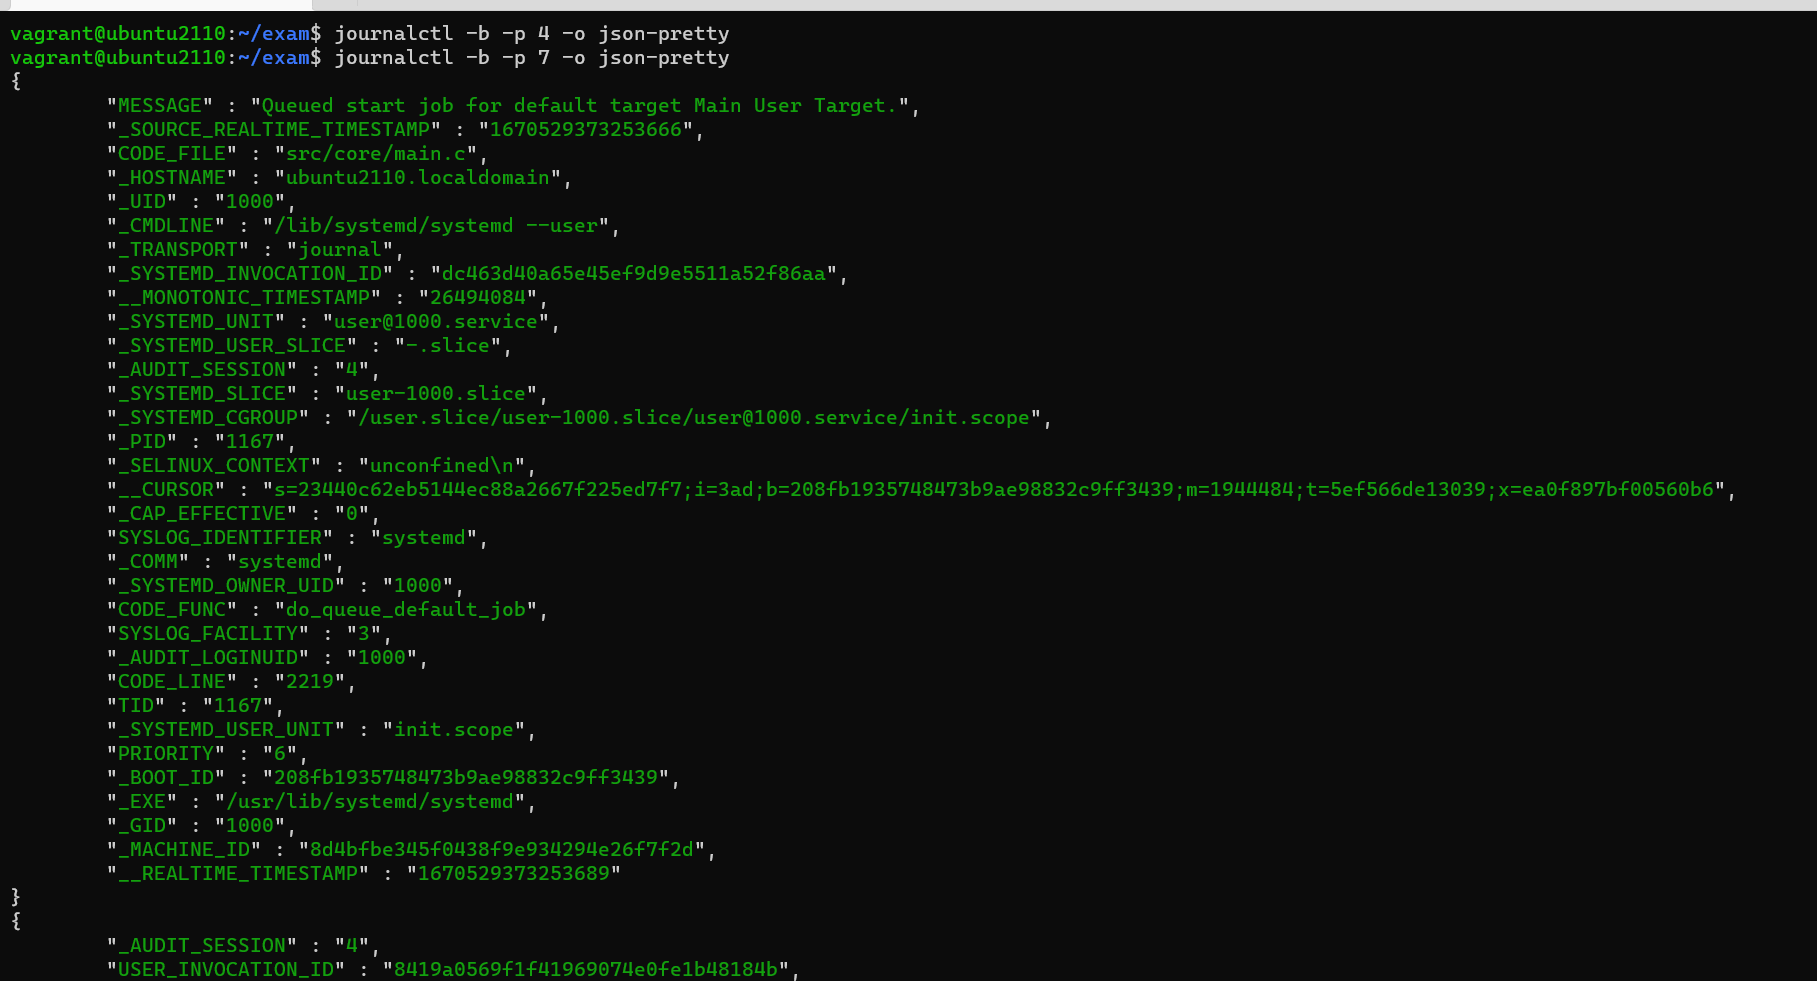 vagrant@ubuntu2110:~/exam$ journalctl -b -p 4 -o json-pretty
vagrant@ubuntu2110:~/exam$ journalctl -b -p 7 -o json-pretty
{
        "MESSAGE" : "Queued start job for default target Main User Target.",
        "_SOURCE_REALTIME_TIMESTAMP" : "1670529373253666",
        "CODE_FILE" : "src/core/main.c",
        "_HOSTNAME" : "ubuntu2110.localdomain",
        "_UID" : "1000",
        "_CMDLINE" : "/lib/systemd/systemd --user",
        "_TRANSPORT" : "journal",
        "_SYSTEMD_INVOCATION_ID" : "dc463d40a65e45ef9d9e5511a52f86aa",
        "__MONOTONIC_TIMESTAMP" : "26494084",
        "_SYSTEMD_UNIT" : "user@1000.service",
        "_SYSTEMD_USER_SLICE" : "-.slice",
        "_AUDIT_SESSION" : "4",
        "_SYSTEMD_SLICE" : "user-1000.slice",
        "_SYSTEMD_CGROUP" : "/user.slice/user-1000.slice/user@1000.service/init.scope",
        "_PID" : "1167",
        "_SELINUX_CONTEXT" : "unconfined\n",
        "__CURSOR" : "s=23440c62eb5144ec88a2667f225ed7f7;i=3ad;b=208fb1935748473b9ae98832c9ff3439;m=1944484;t=5ef566de13039;x=ea0f897bf00560b6",
        "_CAP_EFFECTIVE" : "0",
        "SYSLOG_IDENTIFIER" : "systemd",
        "_COMM" : "systemd",
        "_SYSTEMD_OWNER_UID" : "1000",
        "CODE_FUNC" : "do_queue_default_job",
        "SYSLOG_FACILITY" : "3",
        "_AUDIT_LOGINUID" : "1000",
        "CODE_LINE" : "2219",
        "TID" : "1167",
        "_SYSTEMD_USER_UNIT" : "init.scope",
        "PRIORITY" : "6",
        "_BOOT_ID" : "208fb1935748473b9ae98832c9ff3439",
        "_EXE" : "/usr/lib/systemd/systemd",
        "_GID" : "1000",
        "_MACHINE_ID" : "8d4bfbe345f0438f9e934294e26f7f2d",
        "__REALTIME_TIMESTAMP" : "1670529373253689"
}
{
        "_AUDIT_SESSION" : "4",
        "USER_INVOCATION_ID" : "8419a0569f1f41969074e0fe1b48184b",